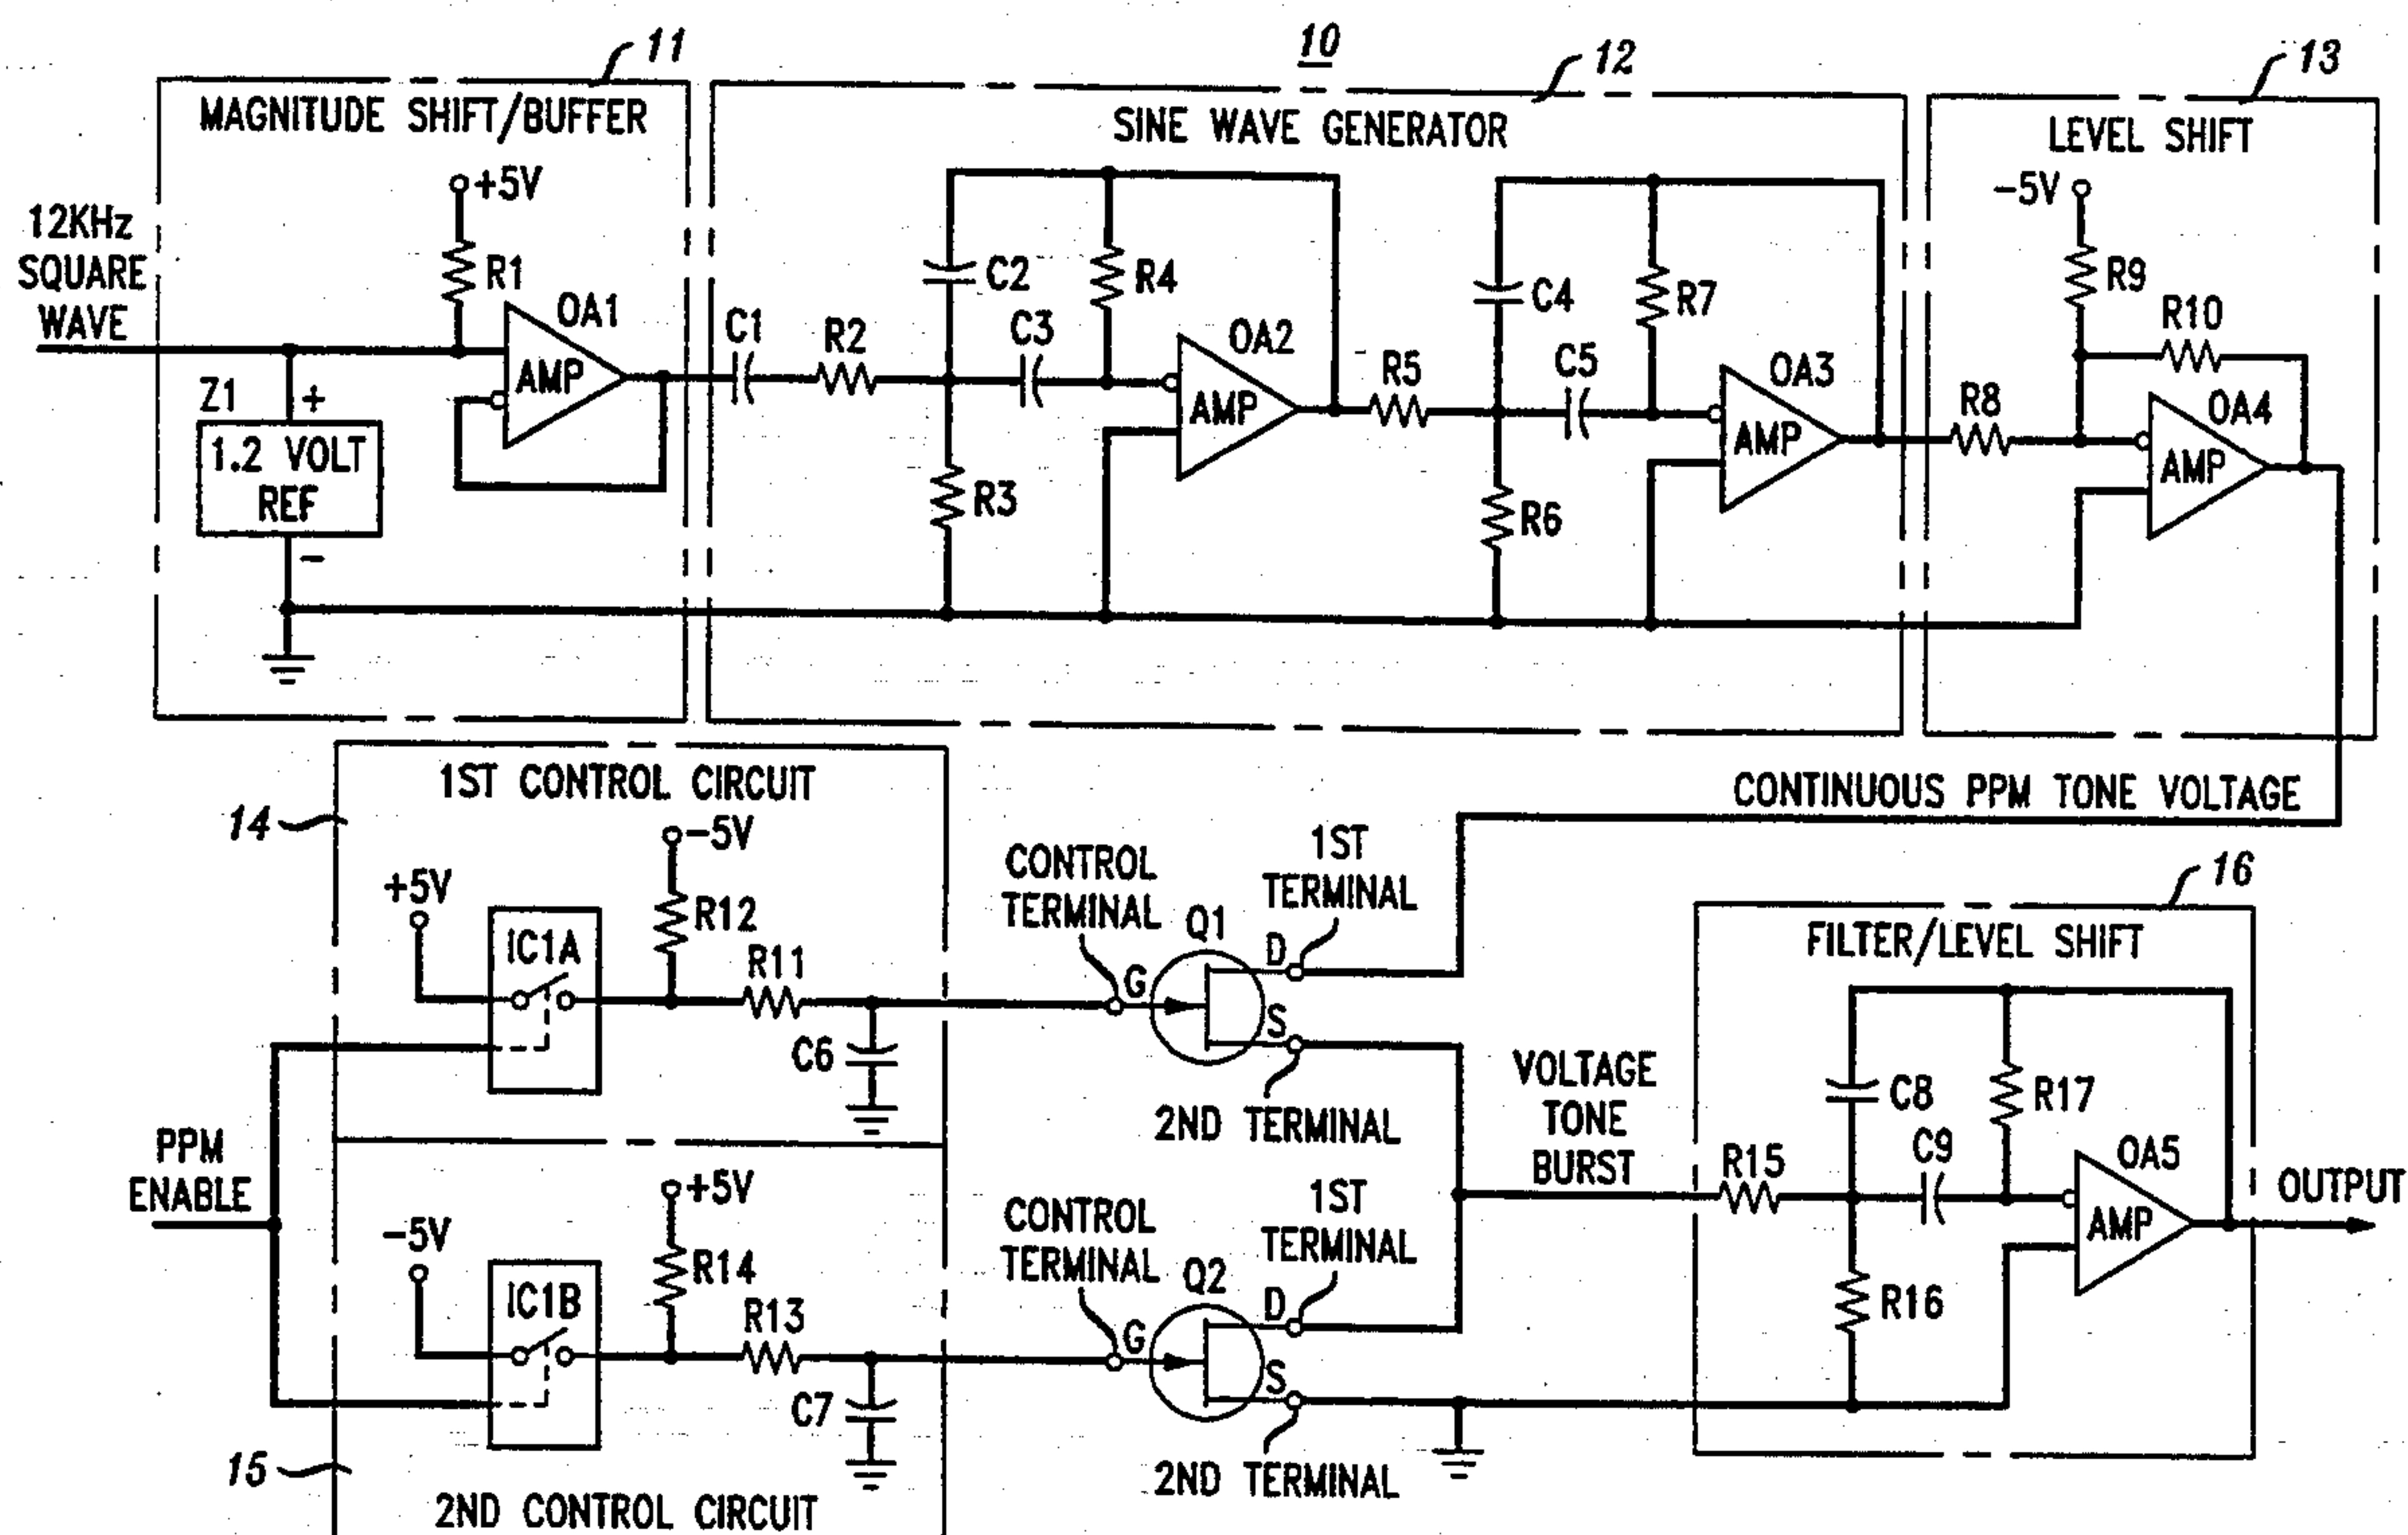 10
11
12
13
MAGNITUDE SHIFT/BUFFER
SINE WAVE GENERATOR
LEVEL SHIFT
12KHz
SQUARE
WAVE
+5V
R1
OA1
AMP
Z1
+
1.2 VOLT
REF
-
C1
R2
C2
R4
C3
OA2
AMP
R3
R5
C4
R7
C5
OA3
AMP
R6
-5V
R9
R10
R8
OA4
AMP
CONTINUOUS PPM TONE VOLTAGE
14
1ST CONTROL CIRCUIT
-5V
+5V
IC1A
R12
R11
C6
PPM
ENABLE
CONTROL
TERMINAL
G
Q1
1ST
TERMINAL
D
S
2ND TERMINAL
+5V
-5V
IC1B
R14
R13
C7
15
2ND CONTROL CIRCUIT
CONTROL
TERMINAL
G
Q2
1ST
TERMINAL
D
S
2ND TERMINAL
VOLTAGE
TONE
BURST
16
FILTER/LEVEL SHIFT
C8
R17
R15
C9
OA5
AMP
R16
OUTPUT